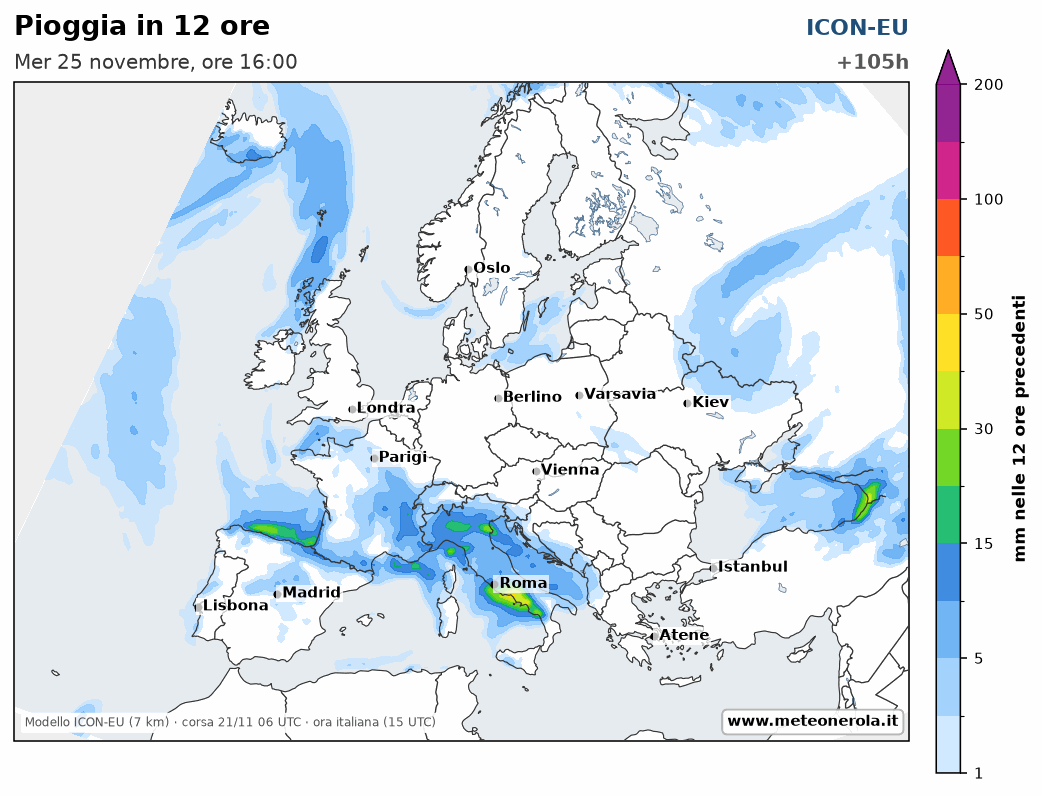 Pioggia in 12 ore
ICON-EU
Mer 25 novembre, ore 16:00
+105h
200
100
50
30
15
5
1
mm nelle 12 ore precedenti
Oslo
Berlino
Varsavia
Kiev
Londra
Parigi
Vienna
Istanbul
Roma
Madrid
Lisbona
Atene
Modello ICON-EU (7 km) · corsa 21/11 06 UTC · ora italiana (15 UTC)
www.meteonerola.it